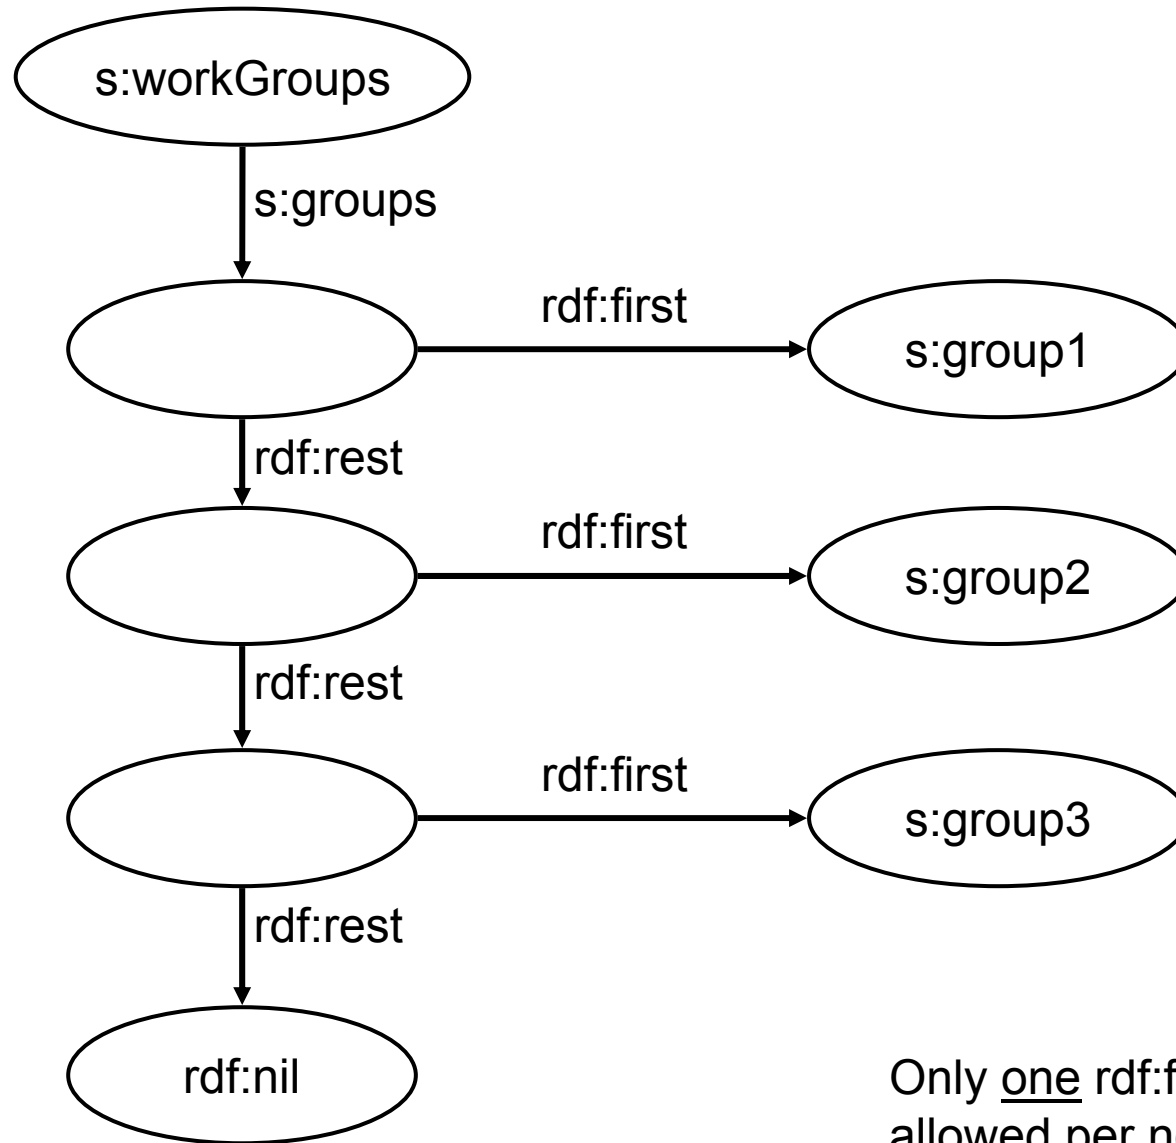 s:workGroups
s:groups
rdf:first
s:group1
rdf:rest
rdf:first
s:group2
rdf:rest
rdf:first
s:group3
rdf:rest
rdf:nil
Only one
allowed per